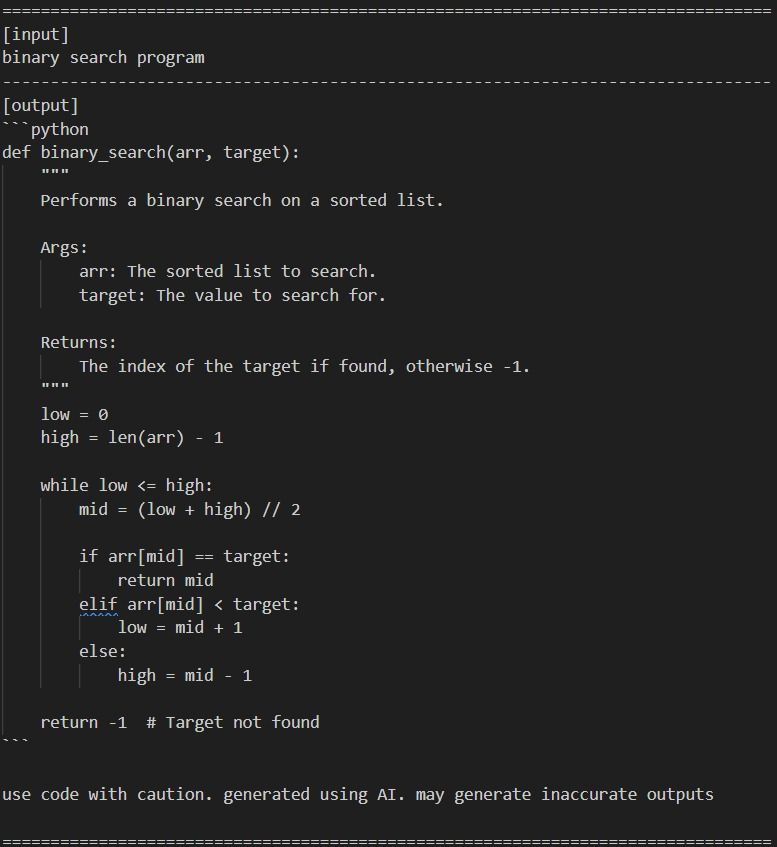 ================================================================================
[input]
binary search program
--------------------------------------------------------------------------------
[output]
```python
def binary_search(arr, target):
    """
    Performs a binary search on a sorted list.

    Args:
        arr: The sorted list to search.
        target: The value to search for.

    Returns:
        The index of the target if found, otherwise -1.
    """
    low = 0
    high = len(arr) - 1

    while low <= high:
        mid = (low + high) // 2

        if arr[mid] == target:
            return mid
        elif arr[mid] < target:
            low = mid + 1
        else:
            high = mid - 1

    return -1  # Target not found
```

use code with caution. generated using AI. may generate inaccurate outputs

================================================================================